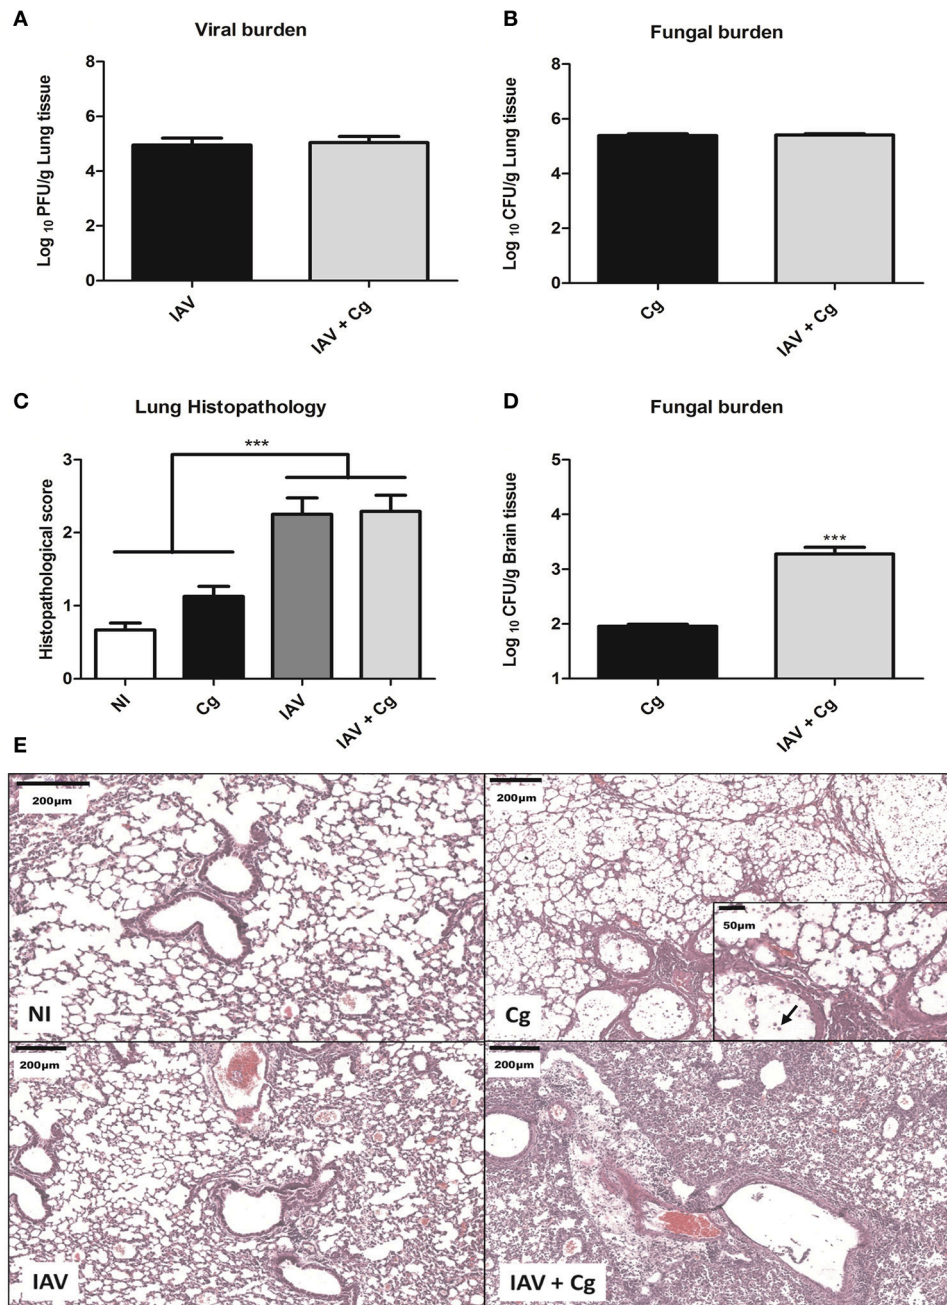 A
Viral burden
Log 10 PFU/g Lung tissue
8
6
4
2
0
IAV
IAV + Cg
B
Fungal burden
Log 10 CFU/g Lung tissue
8
6
4
2
0
Cg
IAV + Cg
C
Lung Histopathology
Histopathological score
3
2
1
0
***
NI
Cg
IAV
IAV + Cg
D
Fungal burden
Log 10 CFU/g Brain tissue
5
4
3
2
1
***
Cg
IAV + Cg
E
200µm
NI
200µm
50µm
Cg
200µm
IAV
200µm
IAV + Cg